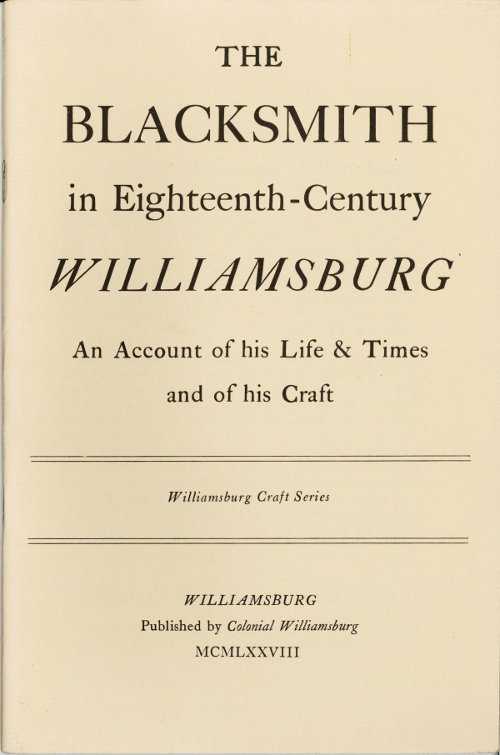 THE
BLACKSMITH
in Eighteenth-Century
WILLIAMSBURG
An Account of his Life & Times
and of his Craft
Williamsburg Craft Series
WILLIAMSBURG
Published by Colonial Williamsburg
MCMLXXVIII